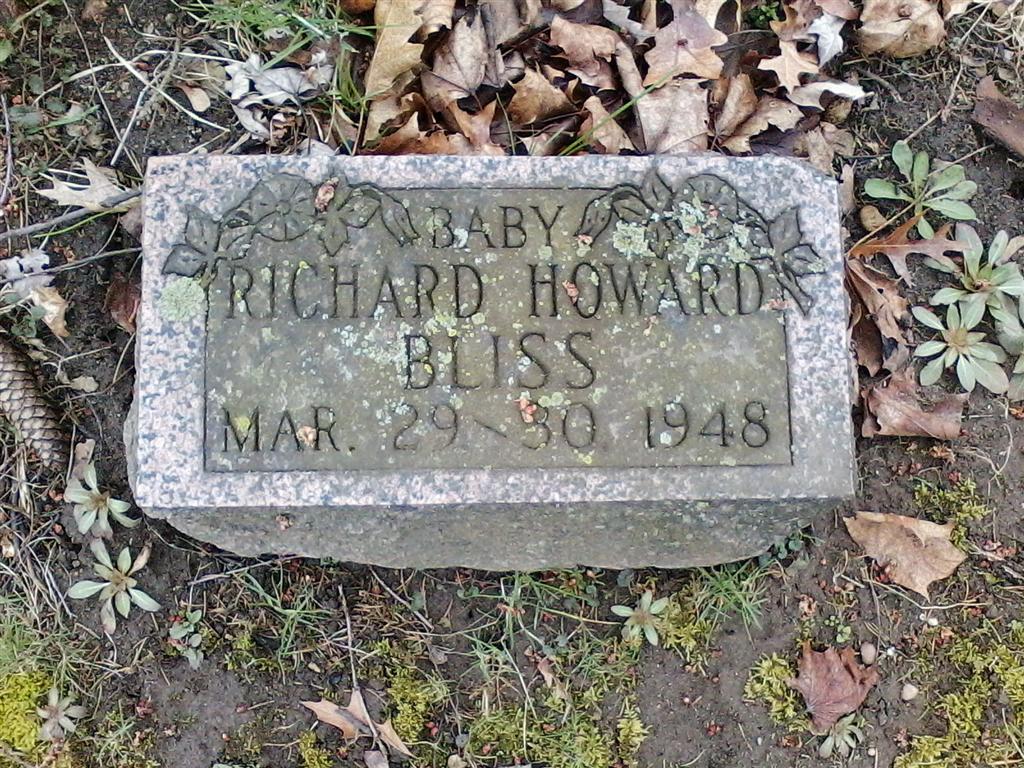 BABY
RICHARD HOWARD
BLISS
MAR. 29-30 1948